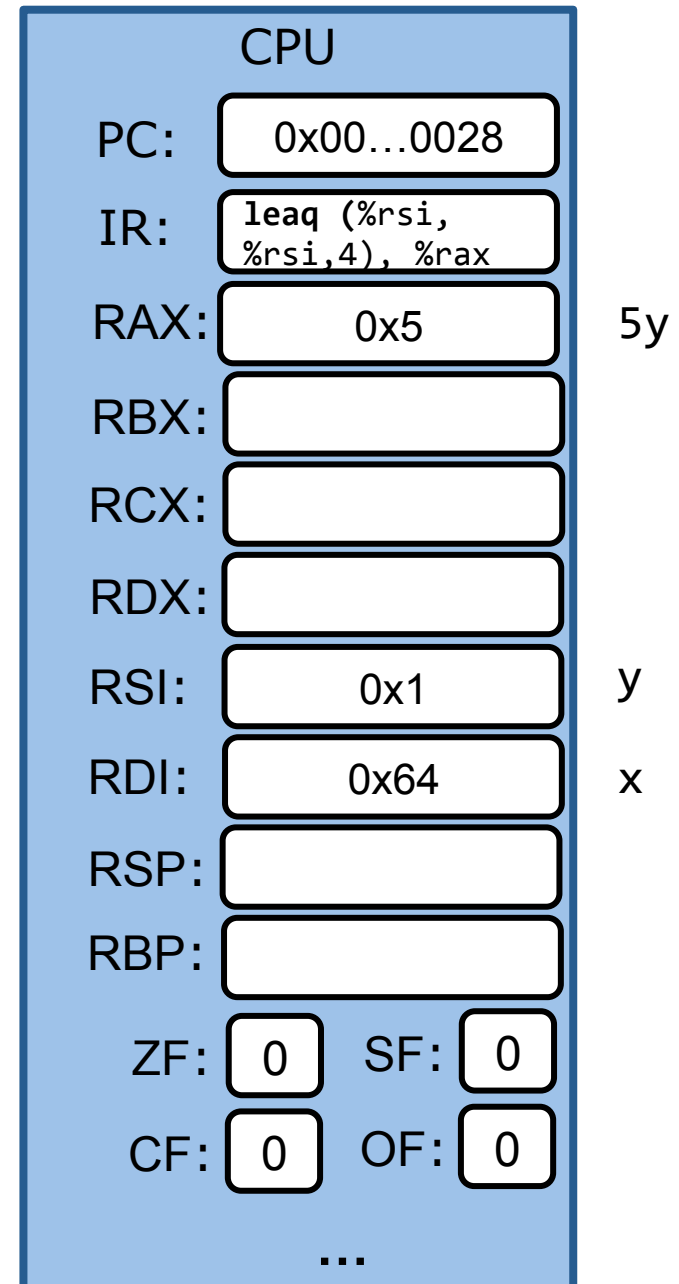 CPU
PC: 0x00…0028
IR: leaq (%rsi,
%rsi,4), %rax
RAX: 0x5 5y
RBX:
RCX:
RDX:
RSI: 0x1 y
RDI: 0x64 x
RSP:
RBP:
ZF: 0 SF: 0
CF: 0 OF: 0
…